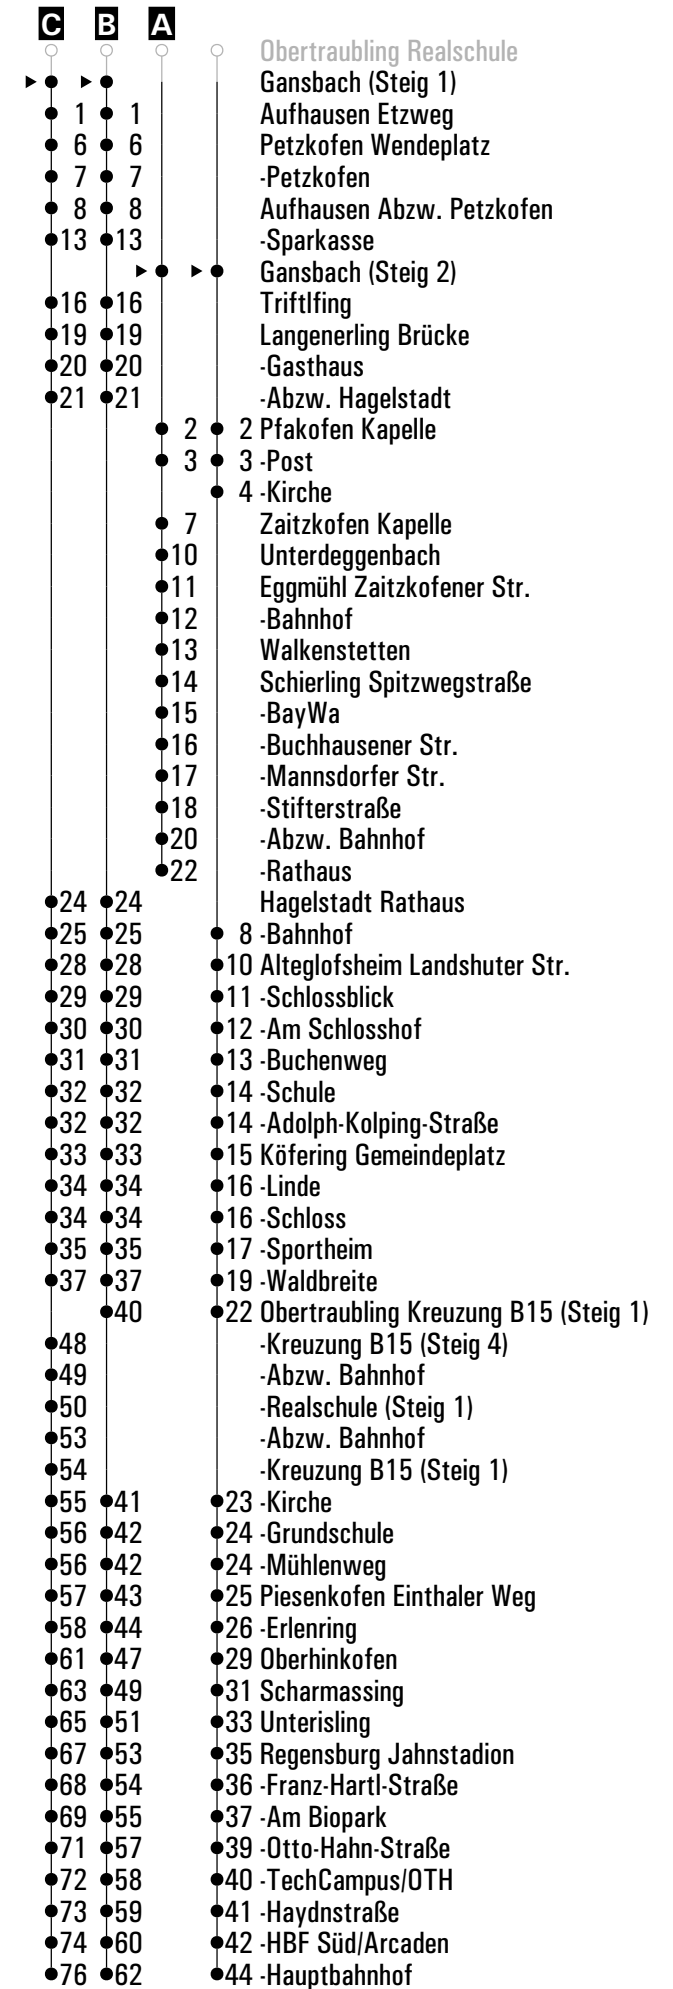 C B A
Obertraubling Realschule
Gansbach (Steig 1)
1 1 Aufhausen Etzweg
6 6 Petzkofen Wendeplatz
7 7 -Petzkofen
8 8 Aufhausen Abzw. Petzkofen
13 13 -Sparkasse
Gansbach (Steig 2)
16 16 Triftlfing
19 19 Langenerling Brücke
20 20 -Gasthaus
21 21 -Abzw. Hagelstadt
2 2 Pfakofen Kapelle
3 3 -Post
4 -Kirche
7 Zaitzkofen Kapelle
10 Unterdeggenbach
11 Eggmühl Zaitzkofener Str.
12 -Bahnhof
13 Walkenstetten
14 Schierling Spitzwegstraße
15 -BayWa
16 -Buchhausener Str.
17 -Mannsdorfer Str.
18 -Stifterstraße
20 -Abzw. Bahnhof
22 -Rathaus
24 24 Hagelstadt Rathaus
25 25 8 -Bahnhof
28 28 10 Alteglofsheim Landshuter Str.
29 29 11 -Schlossblick
30 30 12 -Am Schlosshof
31 31 13 -Buchenweg
32 32 14 -Schule
32 32 14 -Adolph-Kolping-Straße
33 33 15 Köfering Gemeindeplatz
34 34 16 -Linde
34 34 16 -Schloss
35 35 17 -Sportheim
37 37 19 -Waldbreite
40 22 Obertraubling Kreuzung B15 (Steig 1)
48 -Kreuzung B15 (Steig 4)
49 -Abzw. Bahnhof
50 -Realschule (Steig 1)
53 -Abzw. Bahnhof
54 -Kreuzung B15 (Steig 1)
55 41 23 -Kirche
56 42 24 -Grundschule
56 42 24 -Mühlenweg
57 43 25 Piesenkofen Einthaler Weg
58 44 26 -Erlenring
61 47 29 Oberhinkofen
63 49 31 Scharmassing
65 51 33 Unterisling
67 53 35 Regensburg Jahnstadion
68 54 36 -Franz-Hartl-Straße
69 55 37 -Am Biopark
71 57 39 -Otto-Hahn-Straße
72 58 40 -TechCampus/OTH
73 59 41 -Haydnstraße
74 60 42 -HBF Süd/Arcaden
76 62 44 -Hauptbahnhof